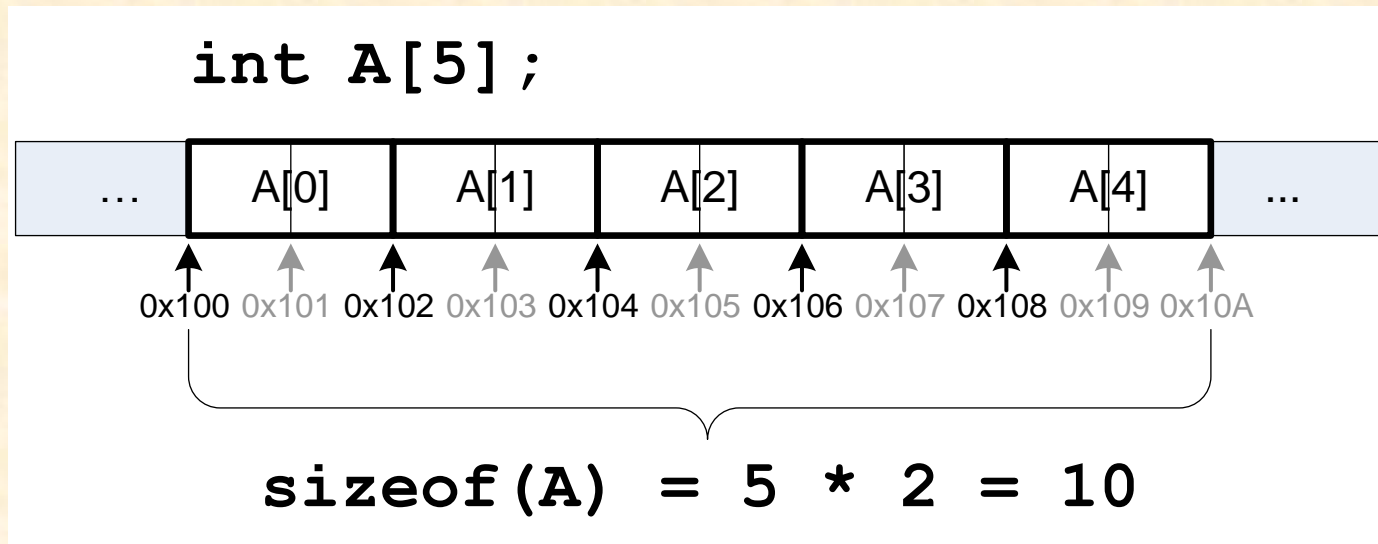 int A[5];
… A[0] A[1] A[2] A[3] A[4] ...
0x100 0x101 0x102 0x103 0x104 0x105 0x106 0x107 0x108 0x109 0x10A
sizeof(A) = 5 * 2 = 10